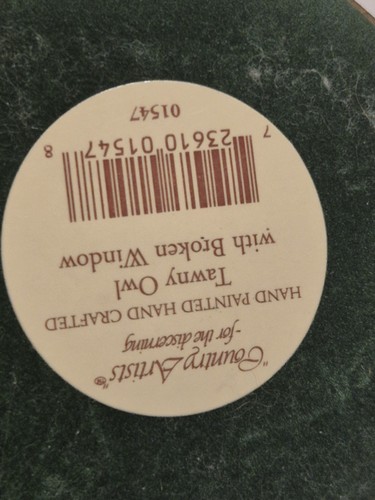 "Country Artists"®
-for the discerning
HAND PAINTED HAND CRAFTED
Tawny Owl
with Broken Window
7 23610 01547 8
01547